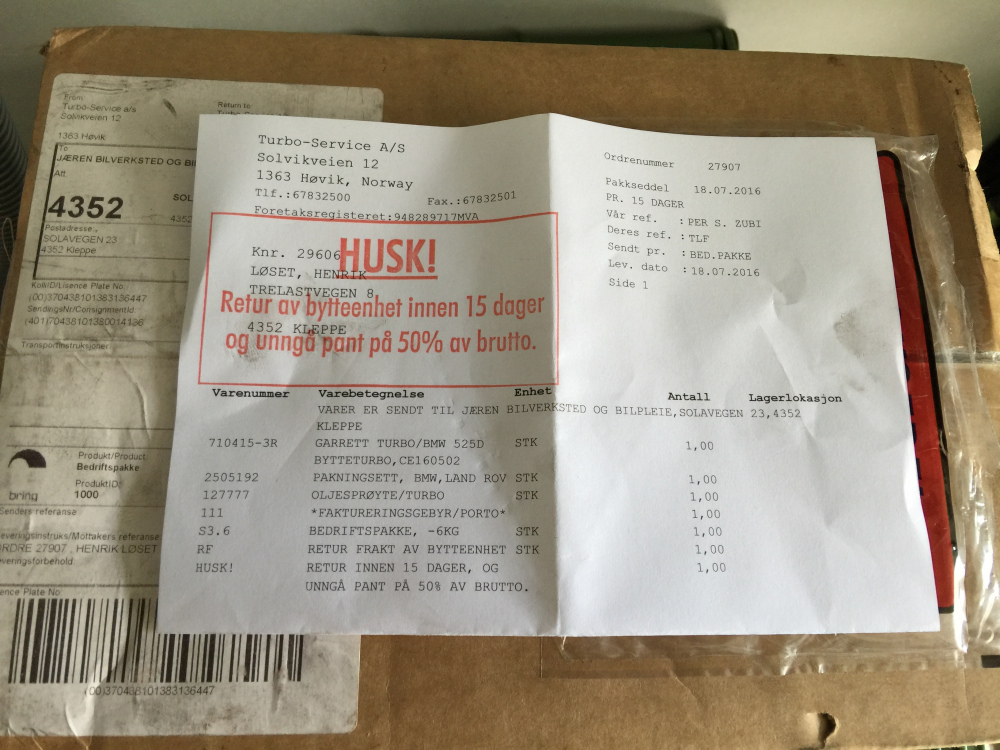 From:
Turbo-Service a/s
Solvikveien 12
1363 Høvik
Return to:
To
JÆREN BILVERKSTED OG BI
Att.
4352
SOL
4352
Postadresse
SOLAVEGEN 23
4352 Kleppe
Kolli ID/Lisence Plate No:
(00)370438101383136447
SendingsNr/ConsignmentId.:
(401)70438101380014136
Transportinstruksjoner
bring
Produkt/Product:
Bedriftspakke
ProduktID:
1000
Senders referanse
everingsinstruks/Mottakers referanse
RDRE 27907 , HENRIK LØSET
veringsforbehold
ence Plate No
(00)370438101383136447
Turbo-Service A/S
Solvikveien 12
1363 Høvik, Norway
Tlf.:67832500 Fax.:67832501
Foretaksregisteret:948289717MVA
Ordrenummer 27907
Pakkseddel 18.07.2016
PR. 15 DAGER
Vår ref. :PER S. ZUBI
Deres ref. :TLF
Sendt pr. :BED.PAKKE
Lev. dato :18.07.2016
Side 1
Knr. 29606
LØSET, HENRIK
TRELASTVEGEN 8
4352 KLEPPE
HUSK!
Retur av bytteenhet innen 15 dager
og unngå pant på 50% av brutto.
Varenummer Varebetegnelse Enhet Antall Lagerlokasjon
VARER ER SENDT TIL JÆREN BILVERKSTED OG BILPLEIE,SOLAVEGEN 23,4352
KLEPPE
710415-3R GARRETT TURBO/BMW 525D STK 1,00
BYTTETURBO,CE160502
2505192 PAKNINGSETT, BMW,LAND ROV STK 1,00
127777 OLJESPRØYTE/TURBO STK 1,00
111 *FAKTURERINGSGEBYR/PORTO* 1,00
S3.6 BEDRIFTSPAKKE, -6KG STK 1,00
RF RETUR FRAKT AV BYTTEENHET STK 1,00
HUSK! RETUR INNEN 15 DAGER, OG 1,00
UNNGÅ PANT PÅ 50% AV BRUTTO.